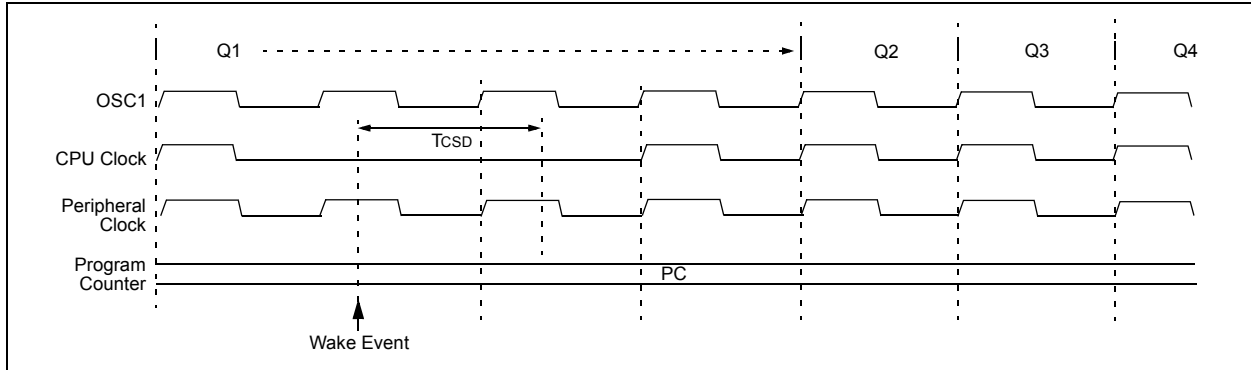 Q1 Q2 Q3 Q4
OSC1
TCSD
CPU Clock
Peripheral
Clock
Program
Counter
PC
Wake Event